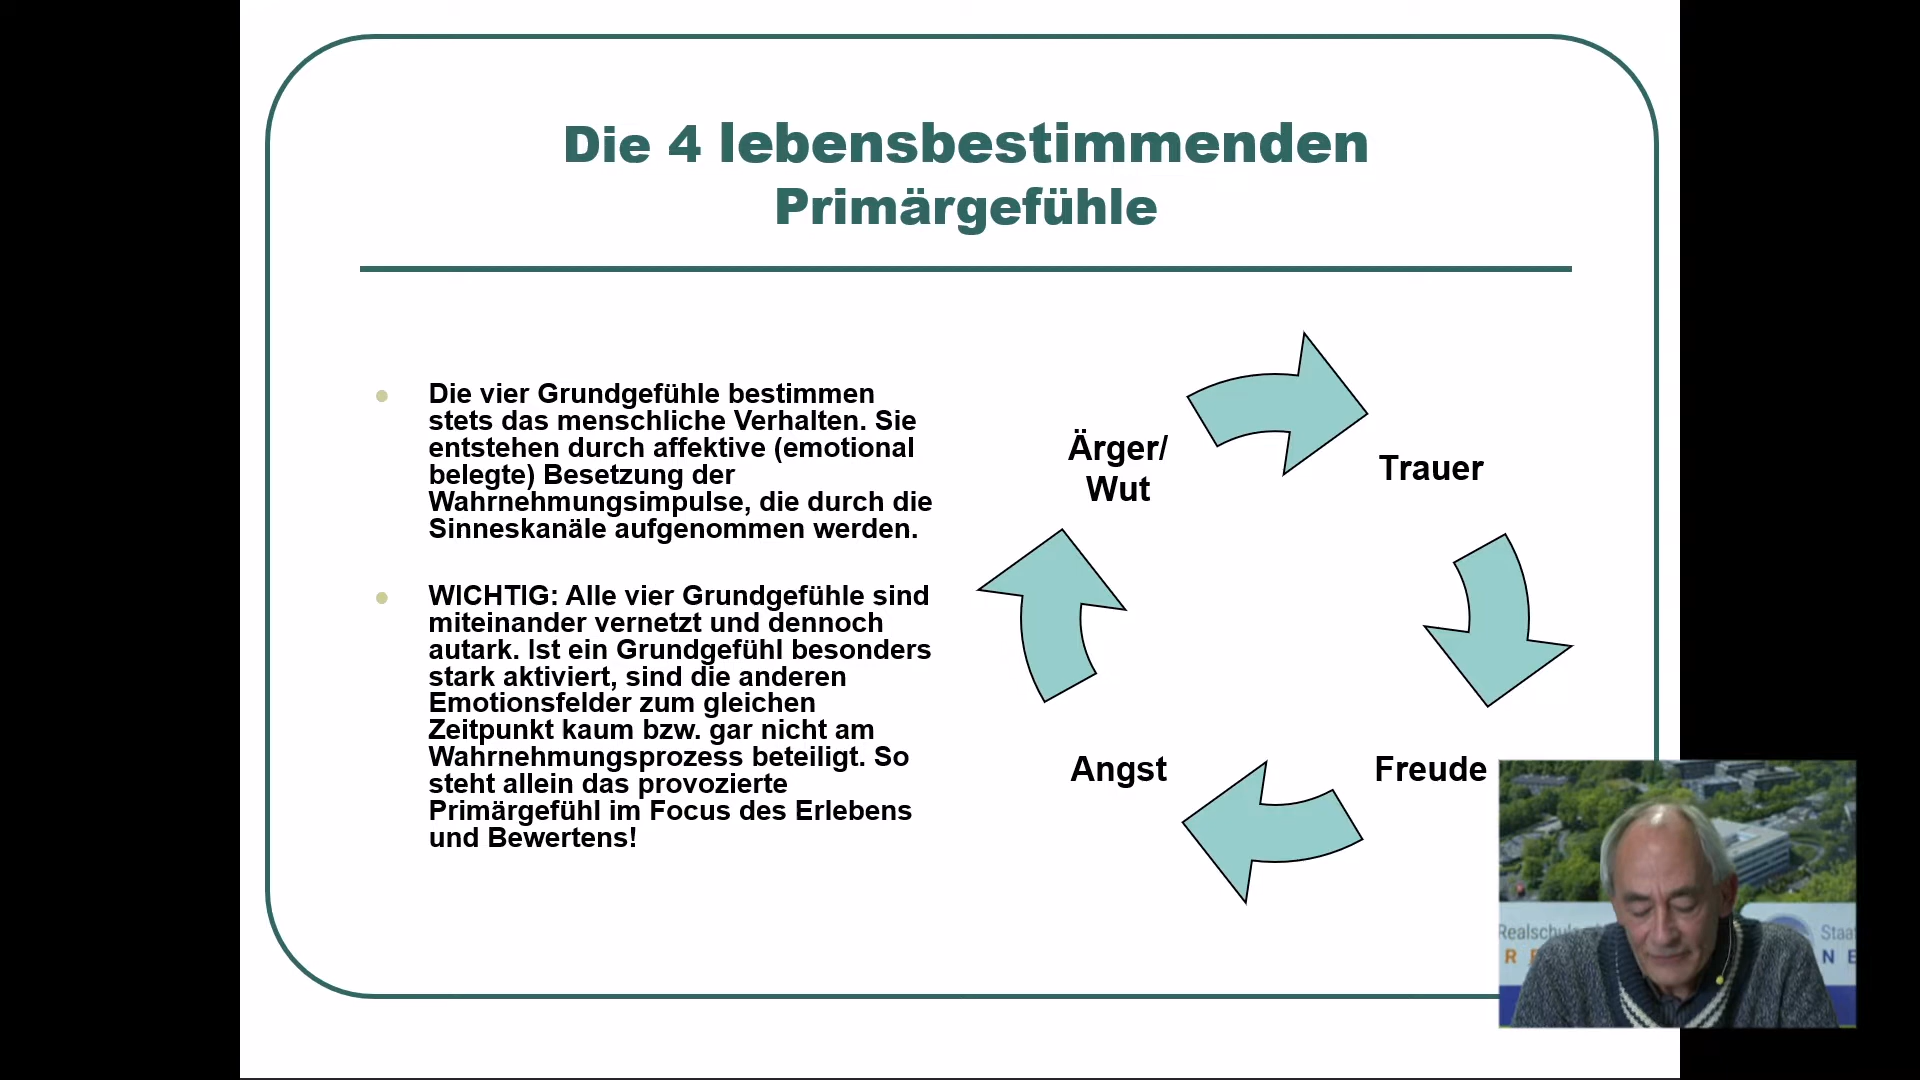 Die 4 lebensbestimmenden
Primärgefühle
Die vier Grundgefühle bestimmen
stets das menschliche Verhalten. Sie
entstehen durch affektive (emotional
belegte) Besetzung der
Wahrnehmungsimpulse, die durch die
Sinneskanäle aufgenommen werden.
WICHTIG: Alle vier Grundgefühle sind
miteinander vernetzt und dennoch
autark. Ist ein Grundgefühl besonders
stark aktiviert, sind die anderen
Emotionsfelder zum gleichen
Zeitpunkt kaum bzw. gar nicht am
Wahrnehmungsprozess beteiligt. So
steht allein das provozierte
Primärgefühl im Focus des Erlebens
und Bewertens!
Ärger/
Wut
Trauer
Freude
Angst